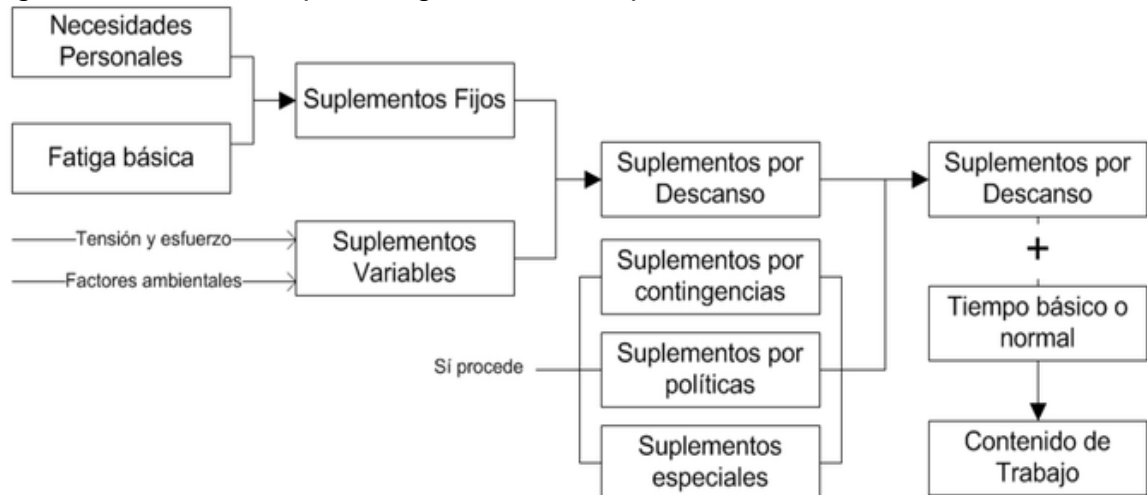 Necesidades
Personales
Fatiga básica
Tensión y esfuerzo
Factores ambientales
Suplementos Fijos
Suplementos
Variables
Sí procede
Suplementos por
Descanso
Suplementos por
contingencias
Suplementos por
políticas
Suplementos
especiales
Suplementos por
Descanso
+
Tiempo básico o
normal
Contenido de
Trabajo